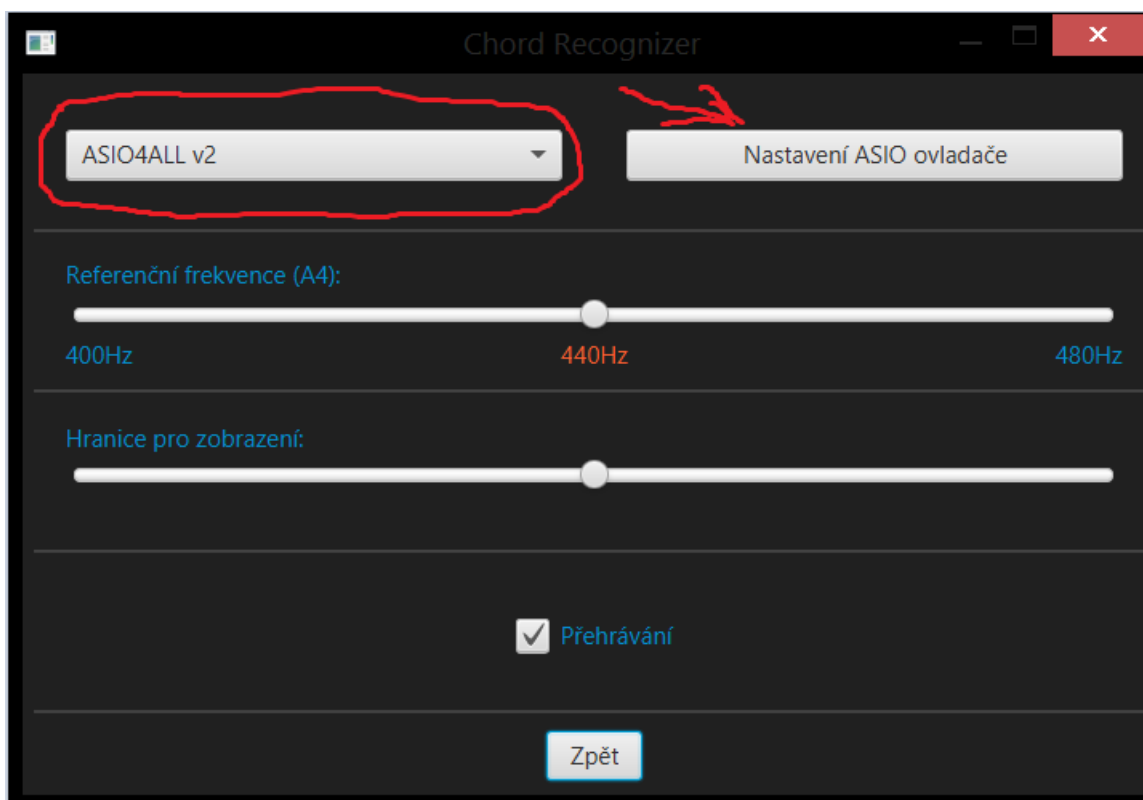 Chord Recognizer
ASIO4ALL v2
Nastavení ASIO ovladače
Referenční frekvence (A4):
400Hz 440Hz 480Hz
Hranice pro zobrazení:
Přehrávání
Zpět